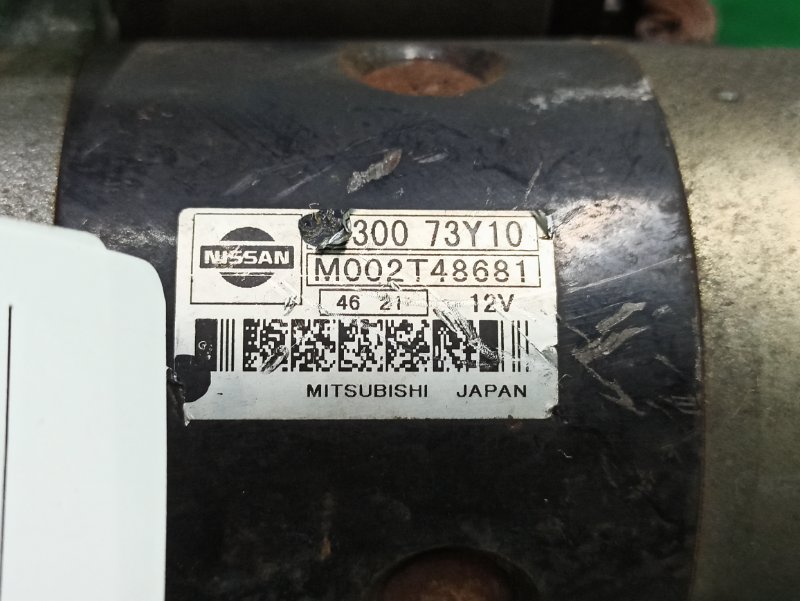 NISSAN
300 73Y10
M002T48681
46 21 12V
MITSUBISHI JAPAN